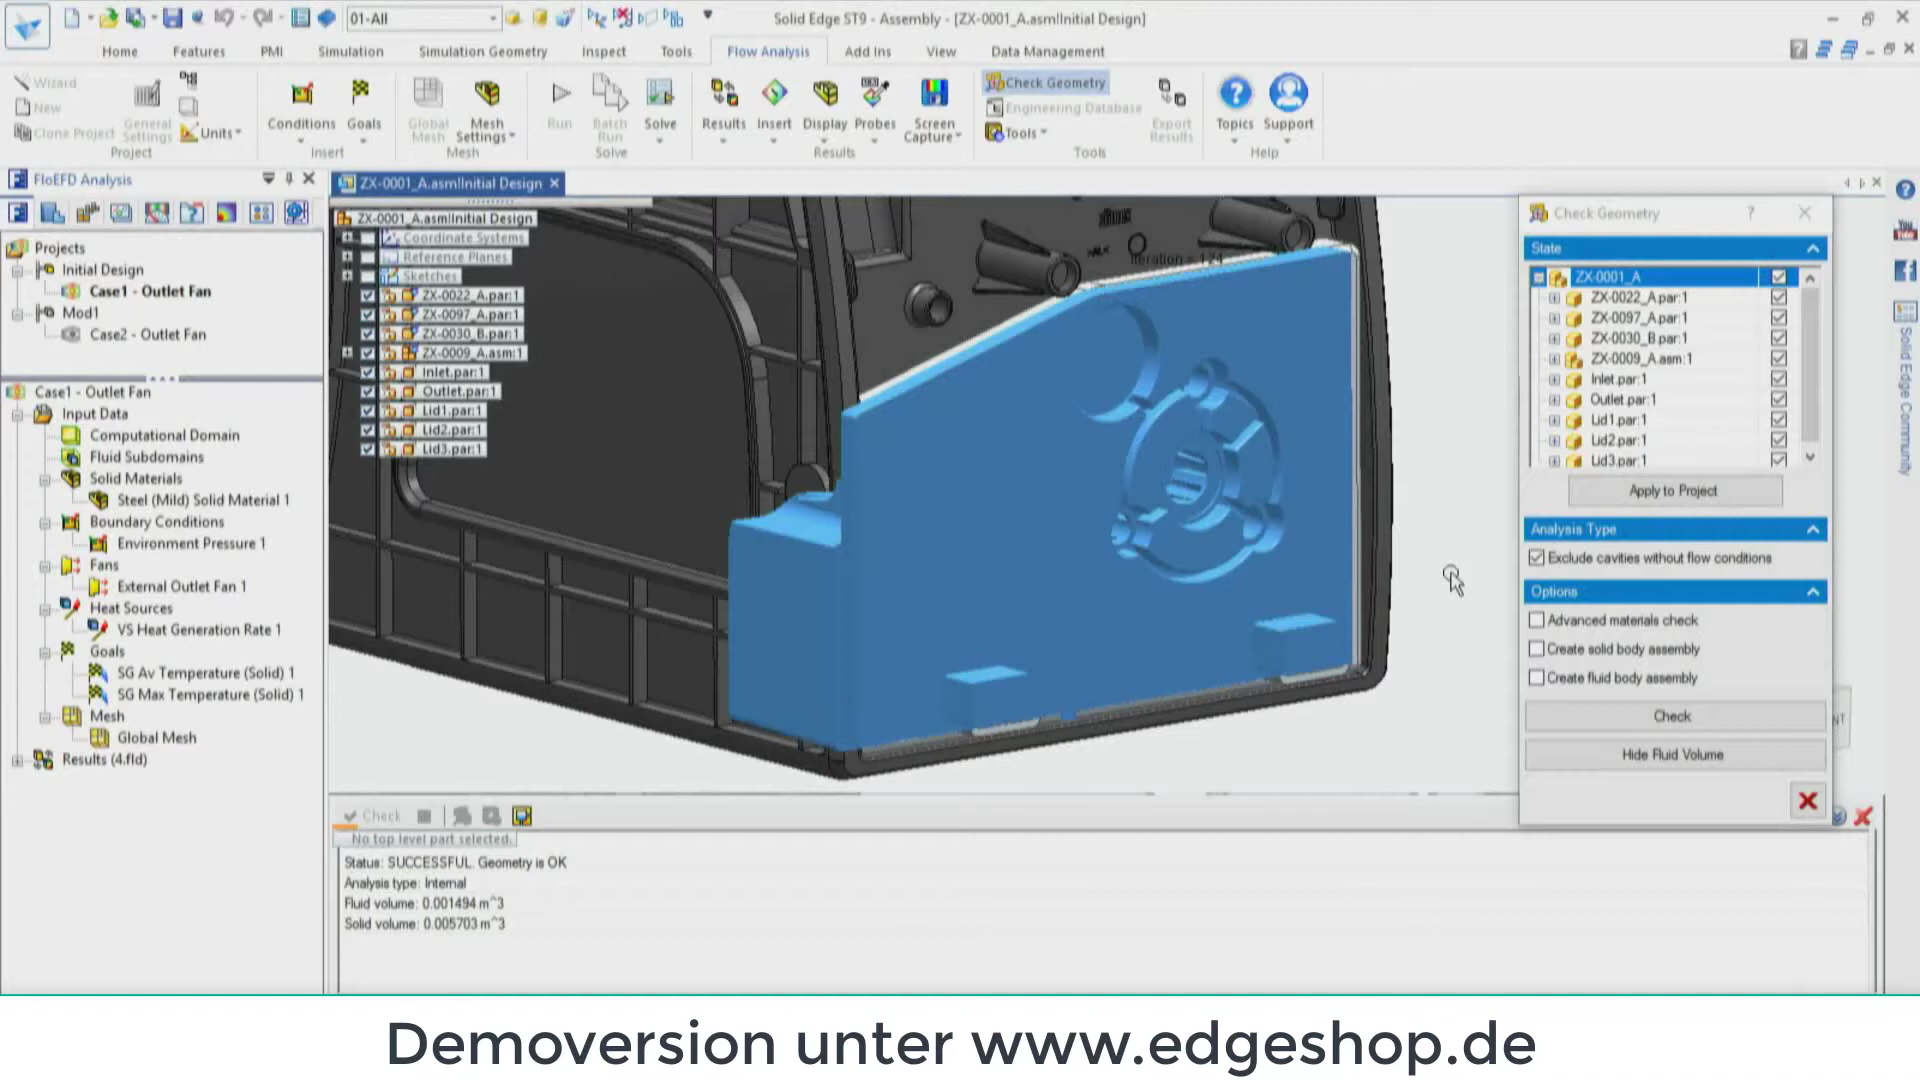 01-All
Solid Edge ST9 - Assembly - [ZX-0001_A.asm!Initial Design]
Home Features PMI Simulation Simulation Geometry Inspect Tools Flow Analysis Add Ins View Data Management
Wizard
New
Clone Project
General Settings
Units
Project
Conditions
Goals
Insert
Global Mesh
Mesh Settings
Mesh
Run
Batch Run
Solve
Solve
Results
Insert
Display
Probes
Screen Capture
Results
Check Geometry
Engineering Database
Tools
Export Results
Tools
Topics
Support
Help
FloEFD Analysis
Projects
Initial Design
Case1 - Outlet Fan
Mod1
Case2 - Outlet Fan
Case1 - Outlet Fan
Input Data
Computational Domain
Fluid Subdomains
Solid Materials
Steel (Mild) Solid Material 1
Boundary Conditions
Environment Pressure 1
Fans
External Outlet Fan 1
Heat Sources
VS Heat Generation Rate 1
Goals
SG Av Temperature (Solid) 1
SG Max Temperature (Solid) 1
Mesh
Global Mesh
Results (4.fld)
ZX-0001_A.asm!Initial Design
ZX-0001_A.asm!Initial Design
Coordinate Systems
Reference Planes
Sketches
ZX-0022_A.par:1
ZX-0097_A.par:1
ZX-0030_B.par:1
ZX-0009_A.asm:1
Inlet.par:1
Outlet.par:1
Lid1.par:1
Lid2.par:1
Lid3.par:1
Iteration = 124
Check Geometry ?
State
ZX-0001_A
ZX-0022_A.par:1
ZX-0097_A.par:1
ZX-0030_B.par:1
ZX-0009_A.asm:1
Inlet.par:1
Outlet.par:1
Lid1.par:1
Lid2.par:1
Lid3.par:1
Apply to Project
Analysis Type
Exclude cavities without flow conditions
Options
Advanced materials check
Create solid body assembly
Create fluid body assembly
Check
Hide Fluid Volume
Solid Edge Community
Check
No top level part selected.
Status: SUCCESSFUL. Geometry is OK
Analysis type: Internal
Fluid volume: 0.001494 m^3
Solid volume: 0.005703 m^3
Demoversion unter www.edgeshop.de